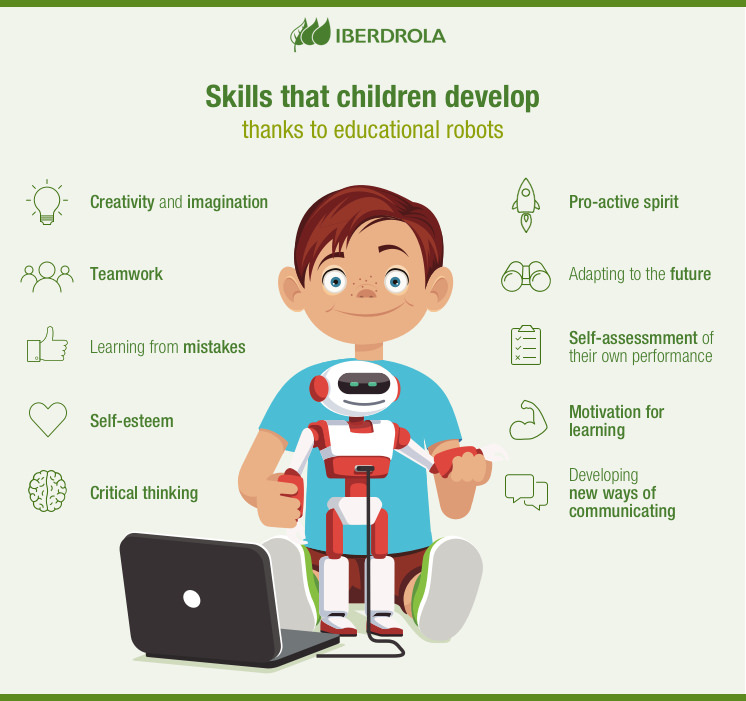 IBERDROLA
Skills that children develop
thanks to educational robots
Creativity and imagination
Teamwork
Learning from mistakes
Self-esteem
Critical thinking
Pro-active spirit
Adapting to the future
Self-assessmment of
their own performance
Motivation for
learning
Developing
new ways of
communicating